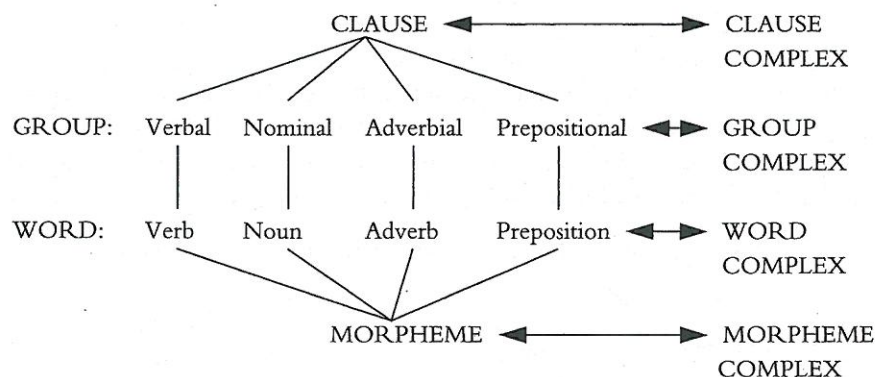 CLAUSE CLAUSE
COMPLEX
GROUP: Verbal Nominal Adverbial Prepositional GROUP
COMPLEX
WORD: Verb Noun Adverb Preposition WORD
COMPLEX
MORPHEME MORPHEME
COMPLEX